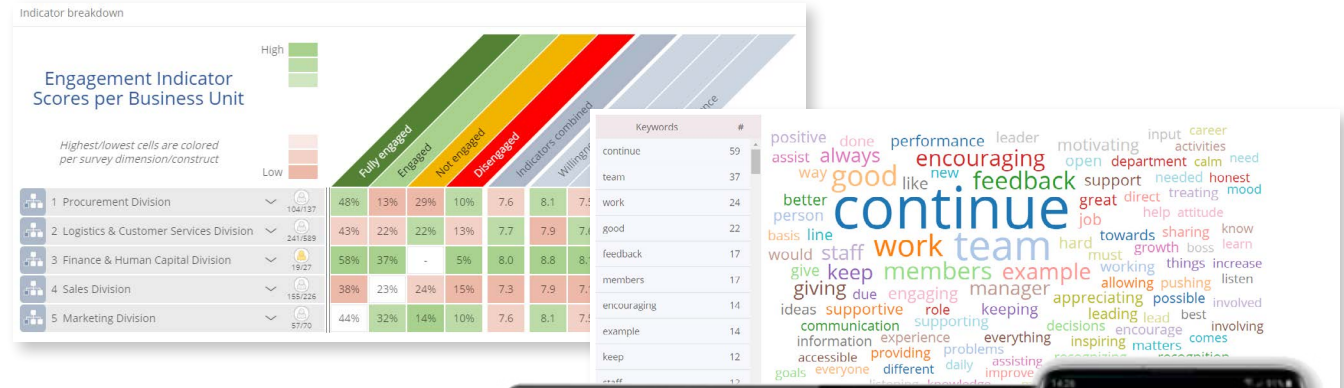 Indicator breakdown
Engagement Indicator
Scores per Business Unit
Highest/lowest cells are colored
per survey dimension/construct
High
Low
Fully engaged
Engaged
Not engaged
Disengaged
Indicators combined
1 Procurement Division 104/137 48% 13% 29% 10% 7.6 8.1
2 Logistics & Customer Services Division 241/589 43% 22% 22% 13% 7.7 7.9
3 Finance & Human Capital Division 19/27 58% 37% - 5% 8.0 8.8
4 Sales Division 155/226 38% 23% 24% 15% 7.3 7.9
5 Marketing Division 57/70 44% 32% 14% 10% 7.6 8.1
Keywords #
continue 59
team 37
work 24
good 22
feedback 17
members 17
encouraging 14
example 14
keep 12
staff 12
positive done performance leader motivating input career
activities
assist always encouraging open department calm need
way good like new feedback support needed honest
better continue great direct treating mood
person job help attitude
basis line towards sharing know
would staff work team hard must growth boss learn
give keep members example working things increase
giving due engaging manager allowing pushing listen
appreciating possible involved
ideas supportive role keeping leading lead best
communication supporting decisions encourage involving
information experience everything inspiring matters comes
accessible providing problems assisting recognizing recognition
goals everyone different daily improve
listening knowledge
14:26
91%